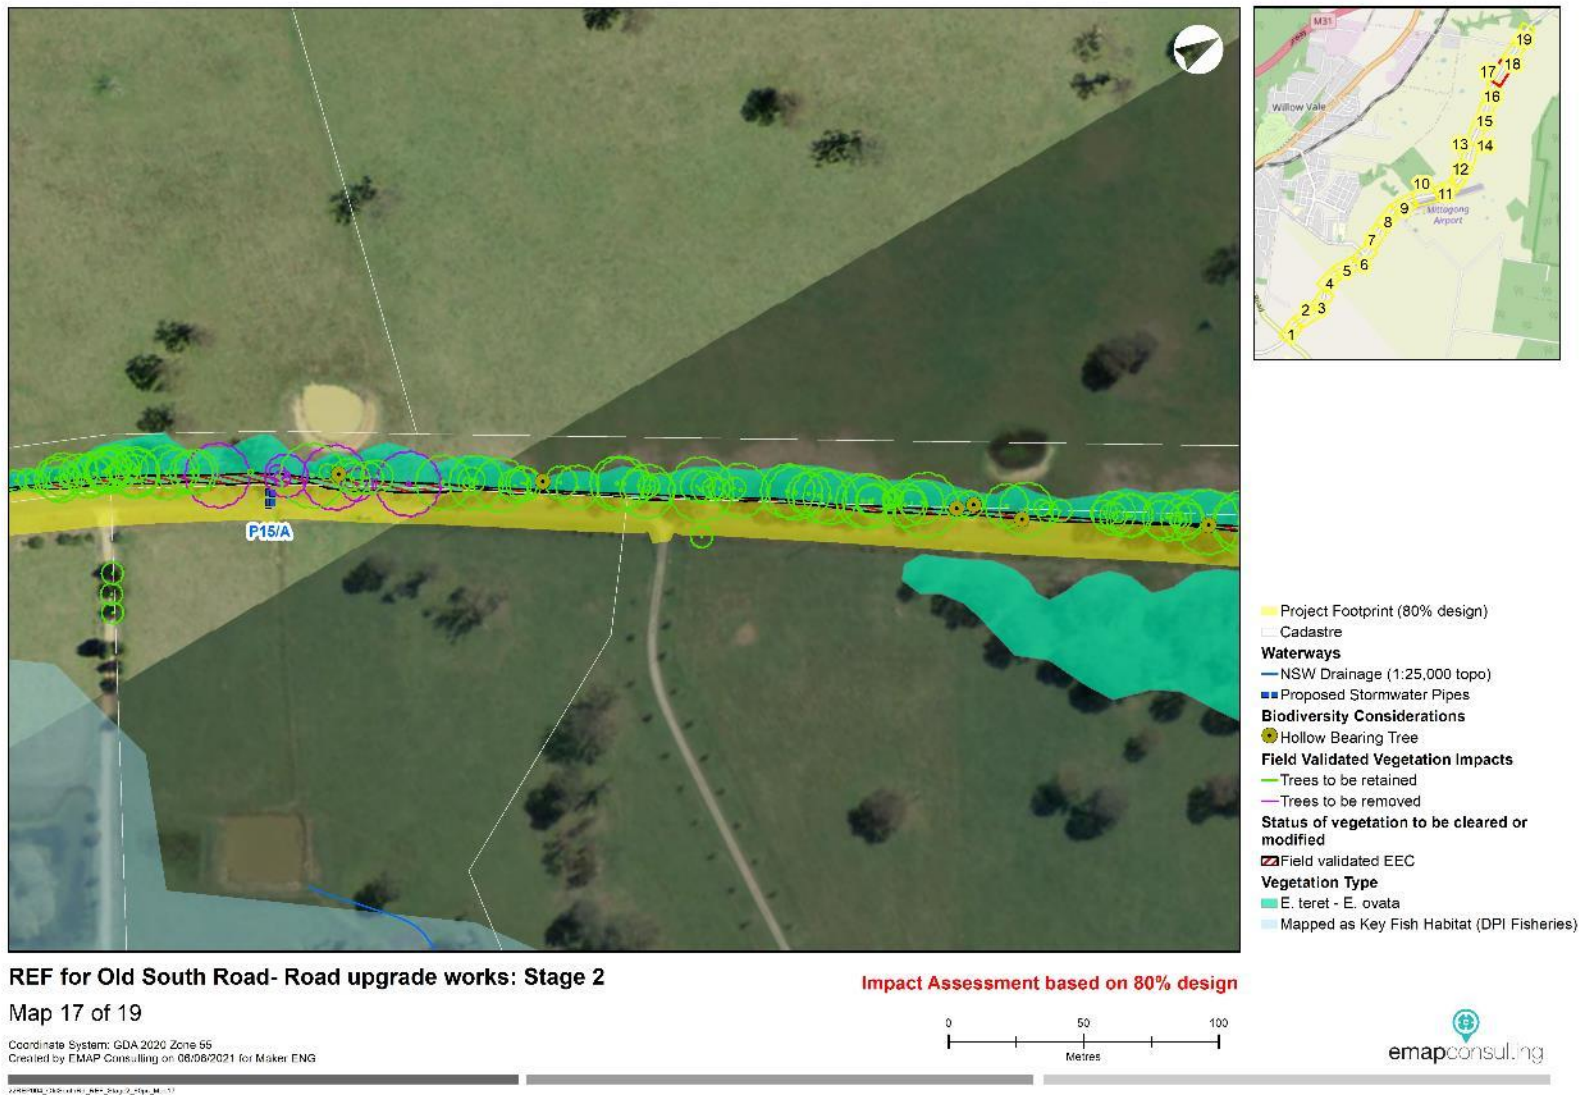 P15/A
M31
Willow Vale
19
17
18
16
15
13
14
12
10
11
9
Mittagong
Airport
8
7
6
5
4
2
3
1
Road
Project Footprint (80% design)
Cadastre
Waterways
NSW Drainage (1:25,000 topo)
Proposed Stormwater Pipes
Biodiversity Considerations
Hollow Bearing Tree
Field Validated Vegetation Impacts
Trees to be retained
Trees to be removed
Status of vegetation to be cleared or
modified
Field validated EEC
Vegetation Type
E. teret - E. ovata
Mapped as Key Fish Habitat (DPI Fisheries)
REF for Old South Road- Road upgrade works: Stage 2
Impact Assessment based on 80% design
Map 17 of 19
0 50 100
Metres
Coordinate System: GDA 2020 Zone 55
Created by EMAP Consulting on 06/08/2021 for Maker ENG
emapconsulting